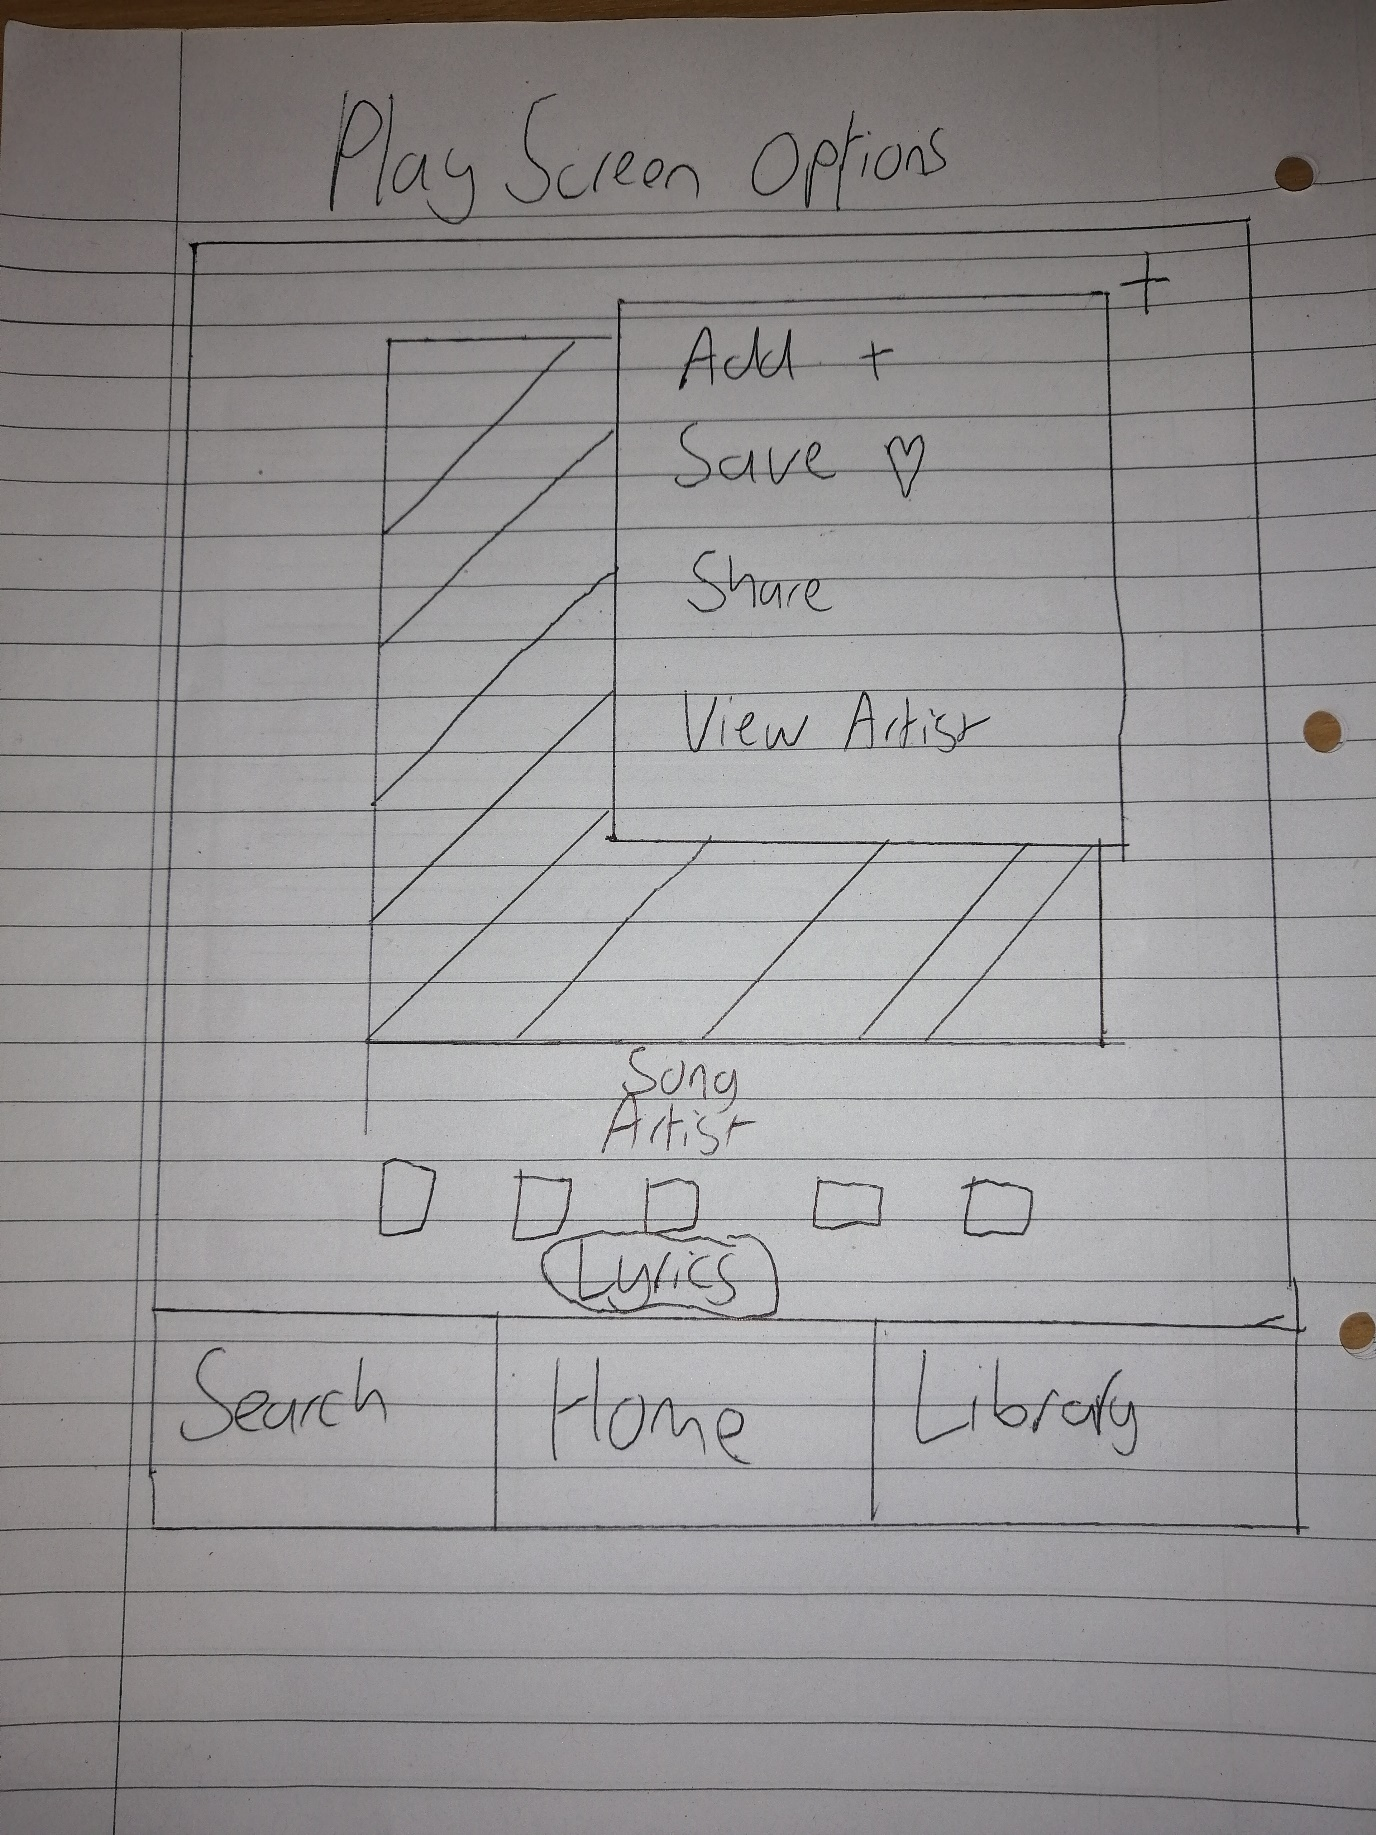 Play Screen Options
+
Add +
Save ♡
Share
View Artist
Song
Artist
Lyrics
Search Home Library